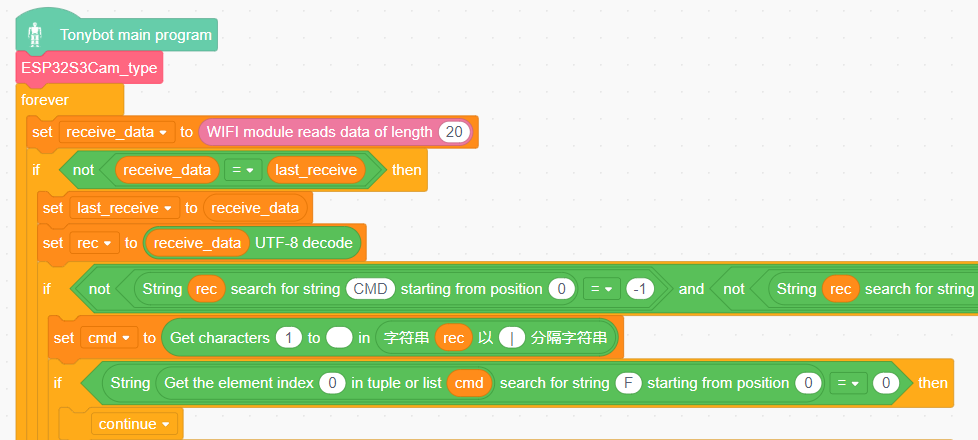 Tonybot main program
ESP32S3Cam_type
forever
set receive_data to WIFI module reads data of length 20
if not receive_data = last_receive then
set last_receive to receive_data
set rec to receive_data UTF-8 decode
if not String rec search for string CMD starting from position 0 = -1 and not String rec search for string
set cmd to Get characters 1 to in 字符串 rec 以 | 分隔字符串
if String Get the element index 0 in tuple or list cmd search for string F starting from position 0 = 0 then
continue